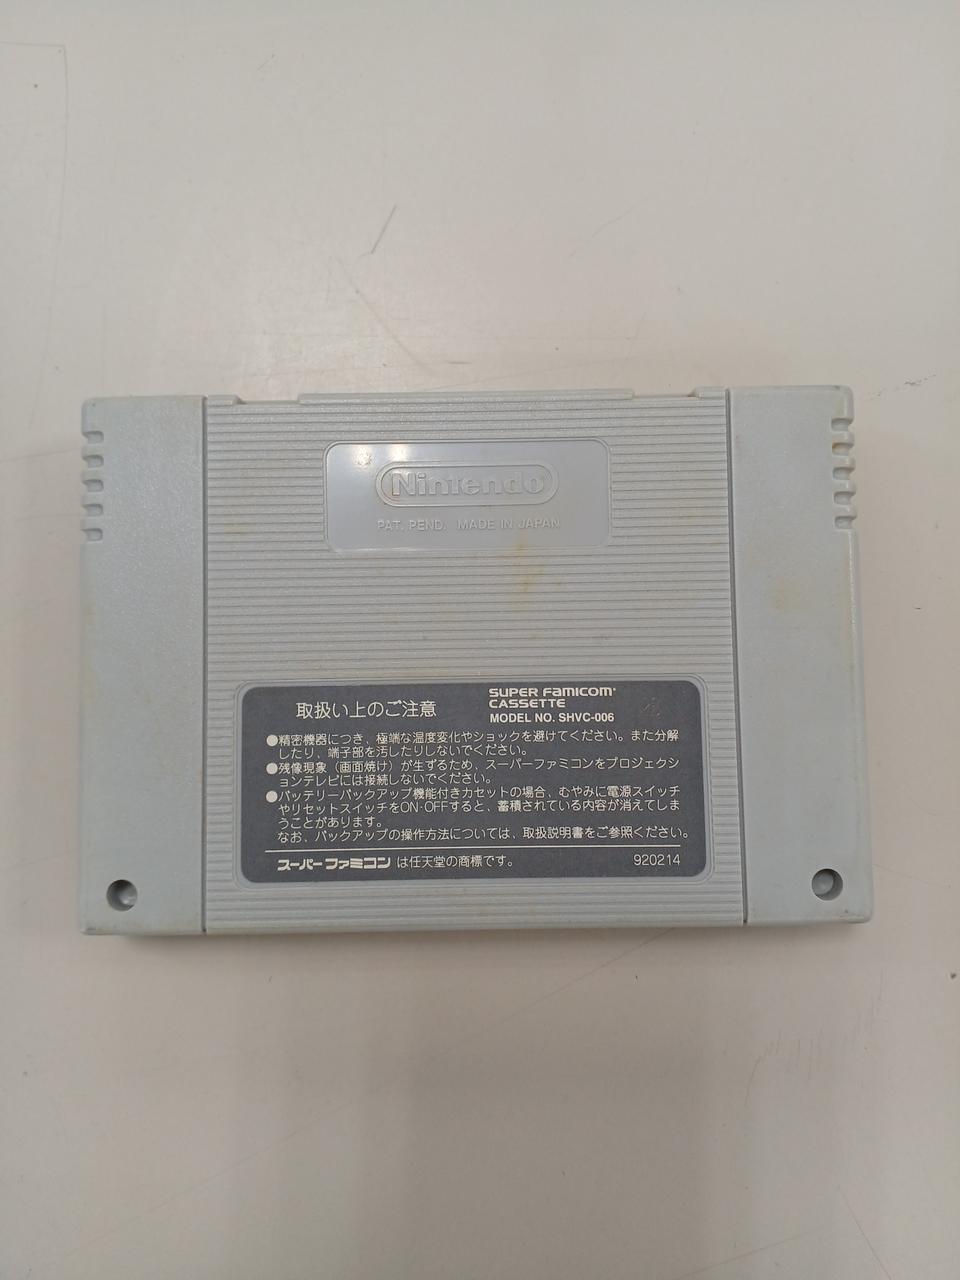 Nintendo
PAT. PEND. MADE IN JAPAN
取扱い上のご注意
SUPER FAMICOM
CASSETTE
MODEL NO. SHVC-006
●精密機器につき、極端な温度変化やショックを避けてください。また分解
したり、端子部を汚したりしないでください。
●残像現象（画面焼け）が生ずるため、スーパーファミコンをプロジェクシ
ョンテレビには接続しないでください。
●バッテリーバックアップ機能付きカセットの場合、むやみに電源スイッチ
やリセットスイッチをON・OFFすると、蓄積されている内容が消えてしま
うことがあります。
なお、バックアップの操作方法については、取扱説明書をご参照ください。
スーパーファミコン は任天堂の商標です。
920214